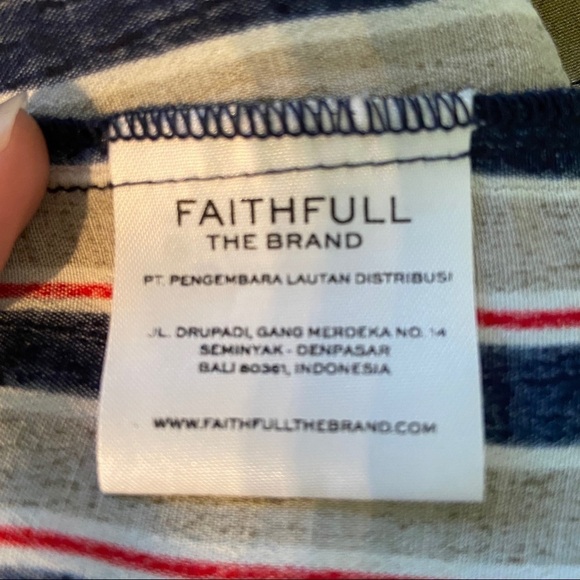 FAITHFULL
THE BRAND
PT. PENGEMBARA LAUTAN DISTRIBUSI
JL. DRUPADI, GANG MERDEKA NO. 14
SEMINYAK - DENPASAR
BALI 80361, INDONESIA
WWW.FAITHFULLTHEBRAND.COM